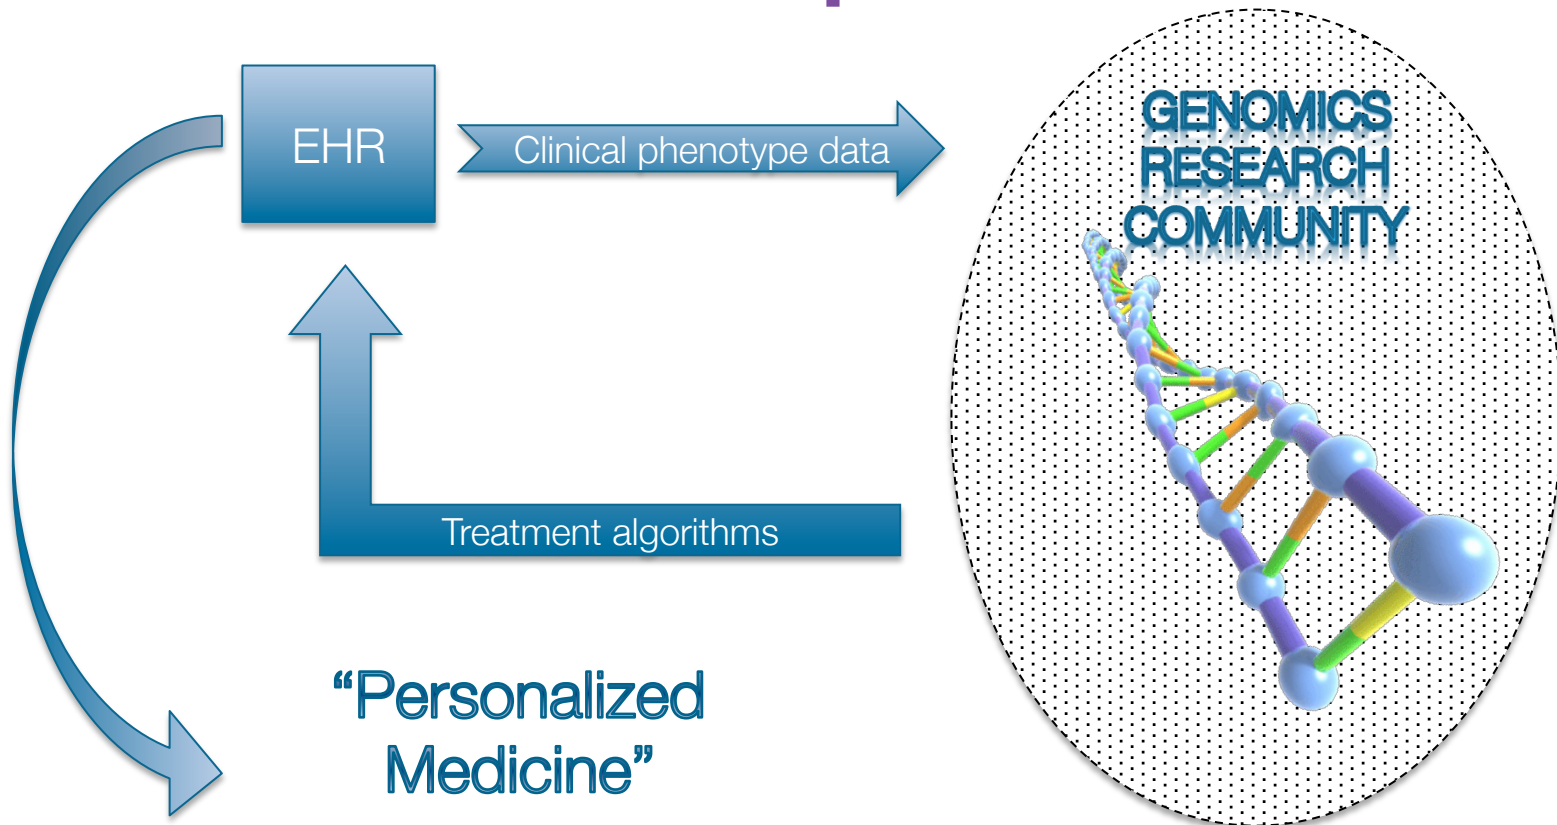 EHR
Clinical phenotype data
GENOMICS
RESEARCH
COMMUNITY
Treatment algorithms
“Personalized
Medicine”